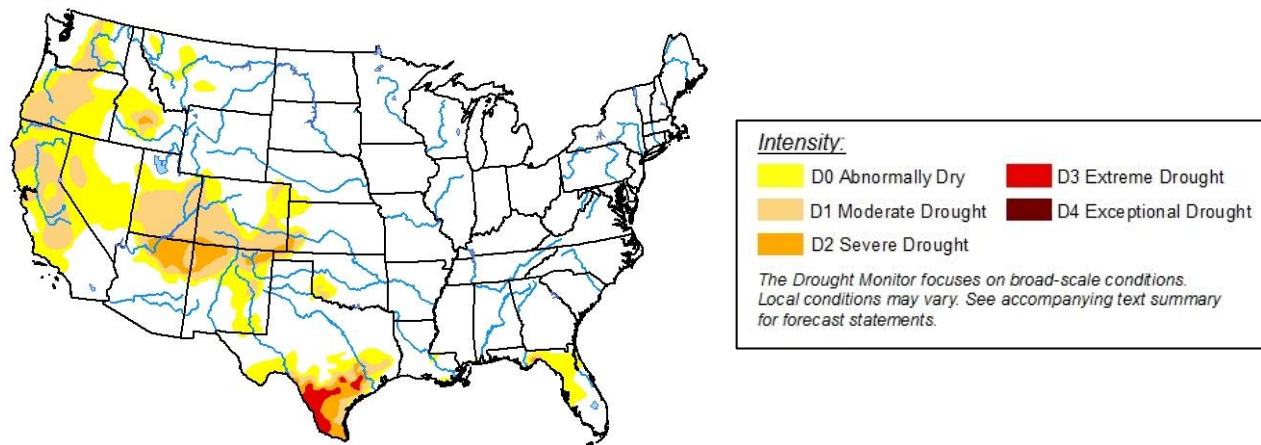 Intensity:
D0 Abnormally Dry
D1 Moderate Drought
D2 Severe Drought
D3 Extreme Drought
D4 Exceptional Drought
The Drought Monitor focuses on broad-scale conditions.
Local conditions may vary. See accompanying text summary
for forecast statements.